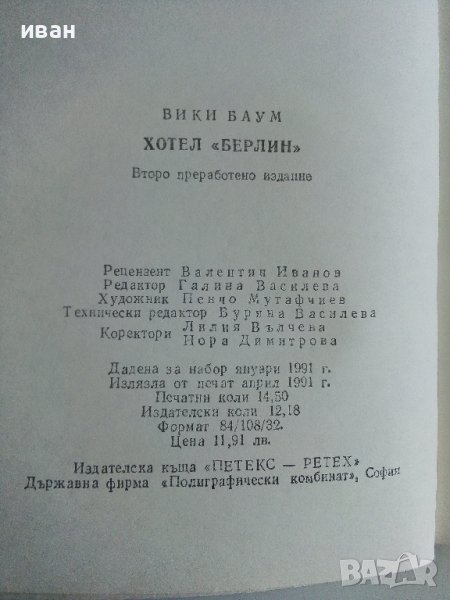 иван
ВИКИ БАУМ
ХОТЕЛ «БЕРЛИН»
Второ преработено издание
Рецензент Валентин Иванов
Редактор Галина Василева
Художник Пенчо Мутафчиев
Технически редактор Буряна Василева
Коректори Лилия Вълчева
Нора Димитрова
Дадена за набор януари 1991 г.
Излязла от печат април 1991 г.
Печатни коли 14,50
Издателски коли 12,18
Формат 84/108/32.
Цена 11,91 лв.
Издателска къща «ПЕТЕКС — PETEX»
Държавна фирма «Полиграфически комбинат», София
BAZAR